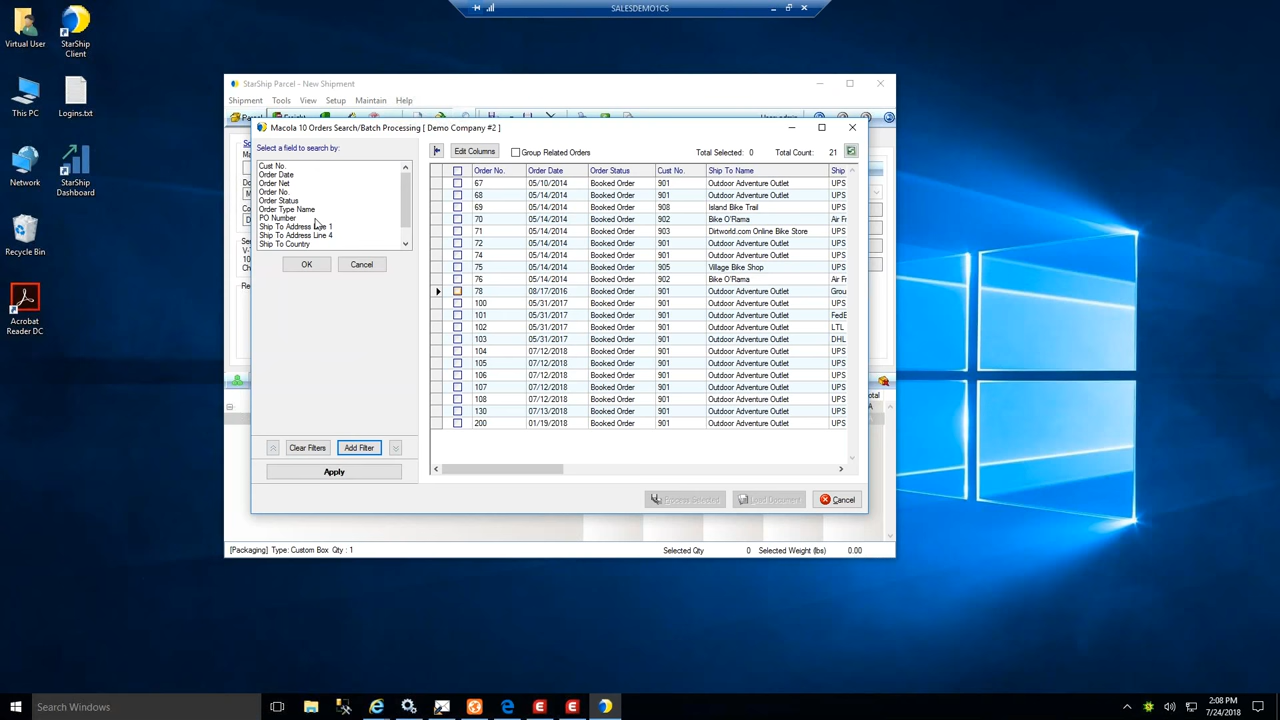 SALESDEMO1CS
Virtual User
StarShip Client
This PC
Logins.txt
Network
StarShip Dashboard
Recycle Bin
Acrobat Reader DC
StarShip Parcel - New Shipment
Shipment Tools View Setup Maintain Help
Macola 10 Orders Search/Batch Processing [ Demo Company #2 ]
Select a field to search by:
Cust No.
Order Date
Order Net
Order No.
Order Status
Order Type Name
PO Number
Ship To Address Line 1
Ship To Address Line 4
Ship To Country
OK Cancel
Clear Filters Add Filter
Apply
Edit Columns Group Related Orders Total Selected: 0 Total Count: 21
Order No. Order Date Order Status Cust No. Ship To Name Ship
67 05/10/2014 Booked Order 901 Outdoor Adventure Outlet UPS
68 05/14/2014 Booked Order 901 Outdoor Adventure Outlet UPS
69 05/14/2014 Booked Order 908 Island Bike Trail UPS
70 05/14/2014 Booked Order 902 Bike O'Rama Air Fr
71 05/14/2014 Booked Order 903 Dirtworld.com Online Bike Store UPS
72 05/14/2014 Booked Order 901 Outdoor Adventure Outlet UPS
74 05/14/2014 Booked Order 901 Outdoor Adventure Outlet UPS
75 05/14/2014 Booked Order 905 Village Bike Shop UPS
76 05/14/2014 Booked Order 902 Bike O'Rama Air Fr
78 08/17/2016 Booked Order 901 Outdoor Adventure Outlet Grou
100 05/31/2017 Booked Order 901 Outdoor Adventure Outlet UPS
101 05/31/2017 Booked Order 901 Outdoor Adventure Outlet FedE
102 05/31/2017 Booked Order 901 Outdoor Adventure Outlet LTL
103 05/31/2017 Booked Order 901 Outdoor Adventure Outlet DHL
104 07/12/2018 Booked Order 901 Outdoor Adventure Outlet UPS
105 07/12/2018 Booked Order 901 Outdoor Adventure Outlet UPS
106 07/12/2018 Booked Order 901 Outdoor Adventure Outlet UPS
107 07/12/2018 Booked Order 901 Outdoor Adventure Outlet UPS
108 07/12/2018 Booked Order 901 Outdoor Adventure Outlet UPS
130 07/13/2018 Booked Order 901 Outdoor Adventure Outlet UPS
200 01/19/2018 Booked Order 901 Outdoor Adventure Outlet UPS
Process Selected Load Document Cancel
[Packaging] Type: Custom Box Qty : 1 Selected Qty 0 Selected Weight (lbs) 0.00
Search Windows
2:08 PM
7/24/2018